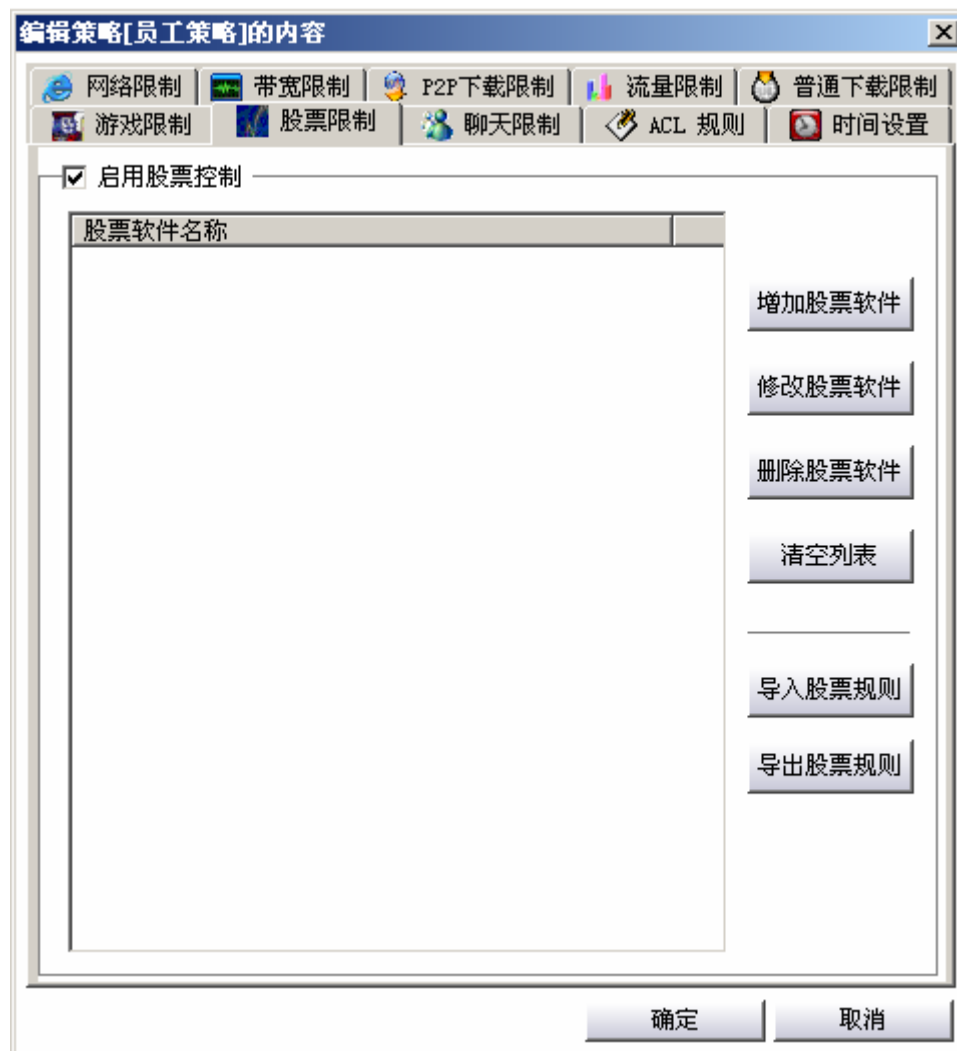 编辑策略[员工策略]的内容
网络限制 带宽限制 P2P下载限制 流量限制 普通下载限制
游戏限制 股票限制 聊天限制 ACL 规则 时间设置
启用股票控制
股票软件名称
增加股票软件
修改股票软件
删除股票软件
清空列表
导入股票规则
导出股票规则
确定 取消